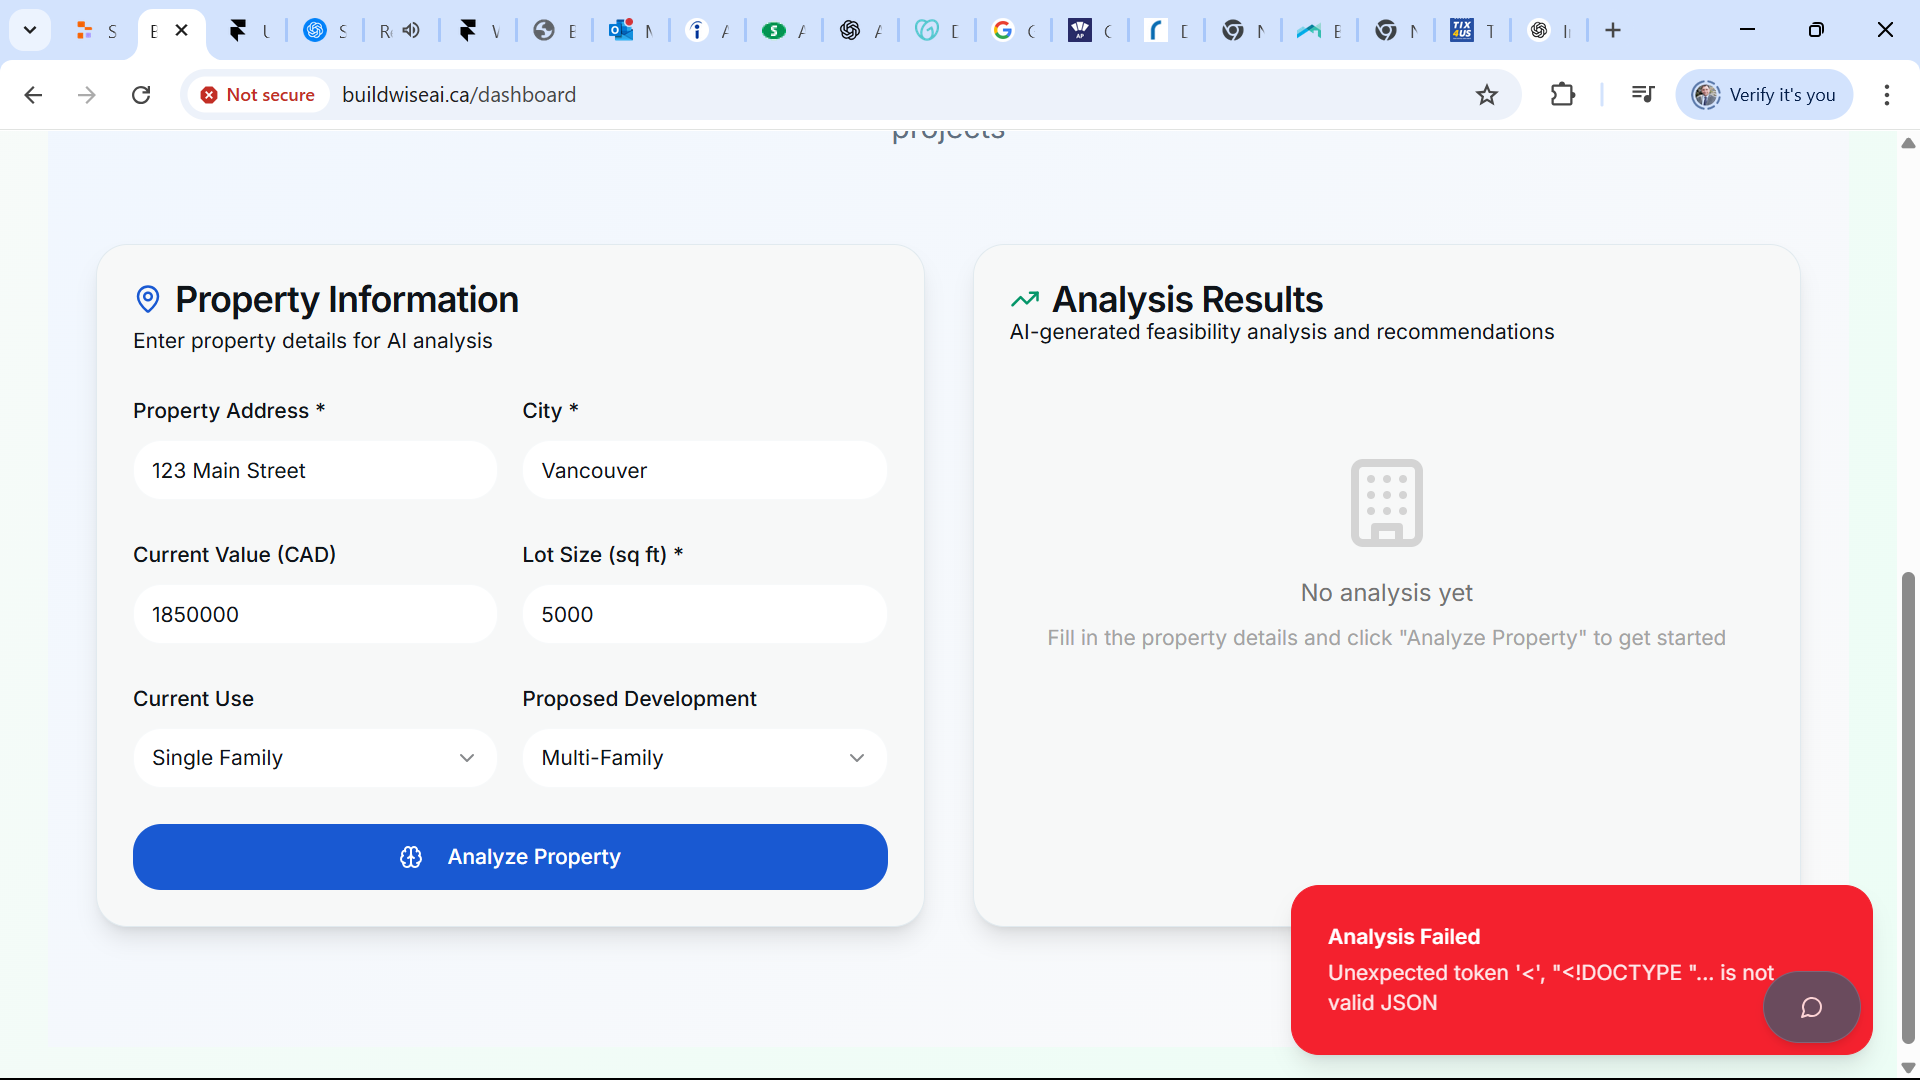 Not secure
buildwiseai.ca/dashboard
Verify it's you
projects
Property Information
Enter property details for AI analysis
Property Address *
City *
123 Main Street
Vancouver
Current Value (CAD)
Lot Size (sq ft) *
1850000
5000
Current Use
Proposed Development
Single Family
Multi-Family
Analyze Property
Analysis Results
AI-generated feasibility analysis and recommendations
No analysis yet
Fill in the property details and click "Analyze Property" to get started
Analysis Failed
Unexpected token '<', "<!DOCTYPE "... is not
valid JSON